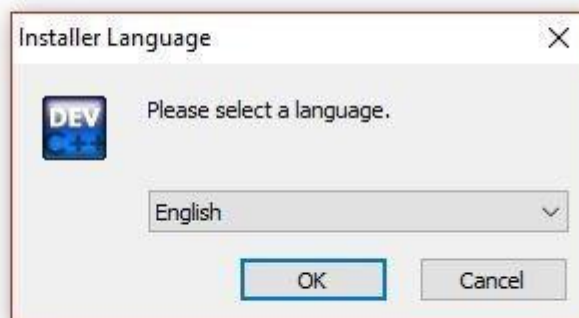 Installer Language
DEV
C++
Please select a language.
English
OK
Cancel